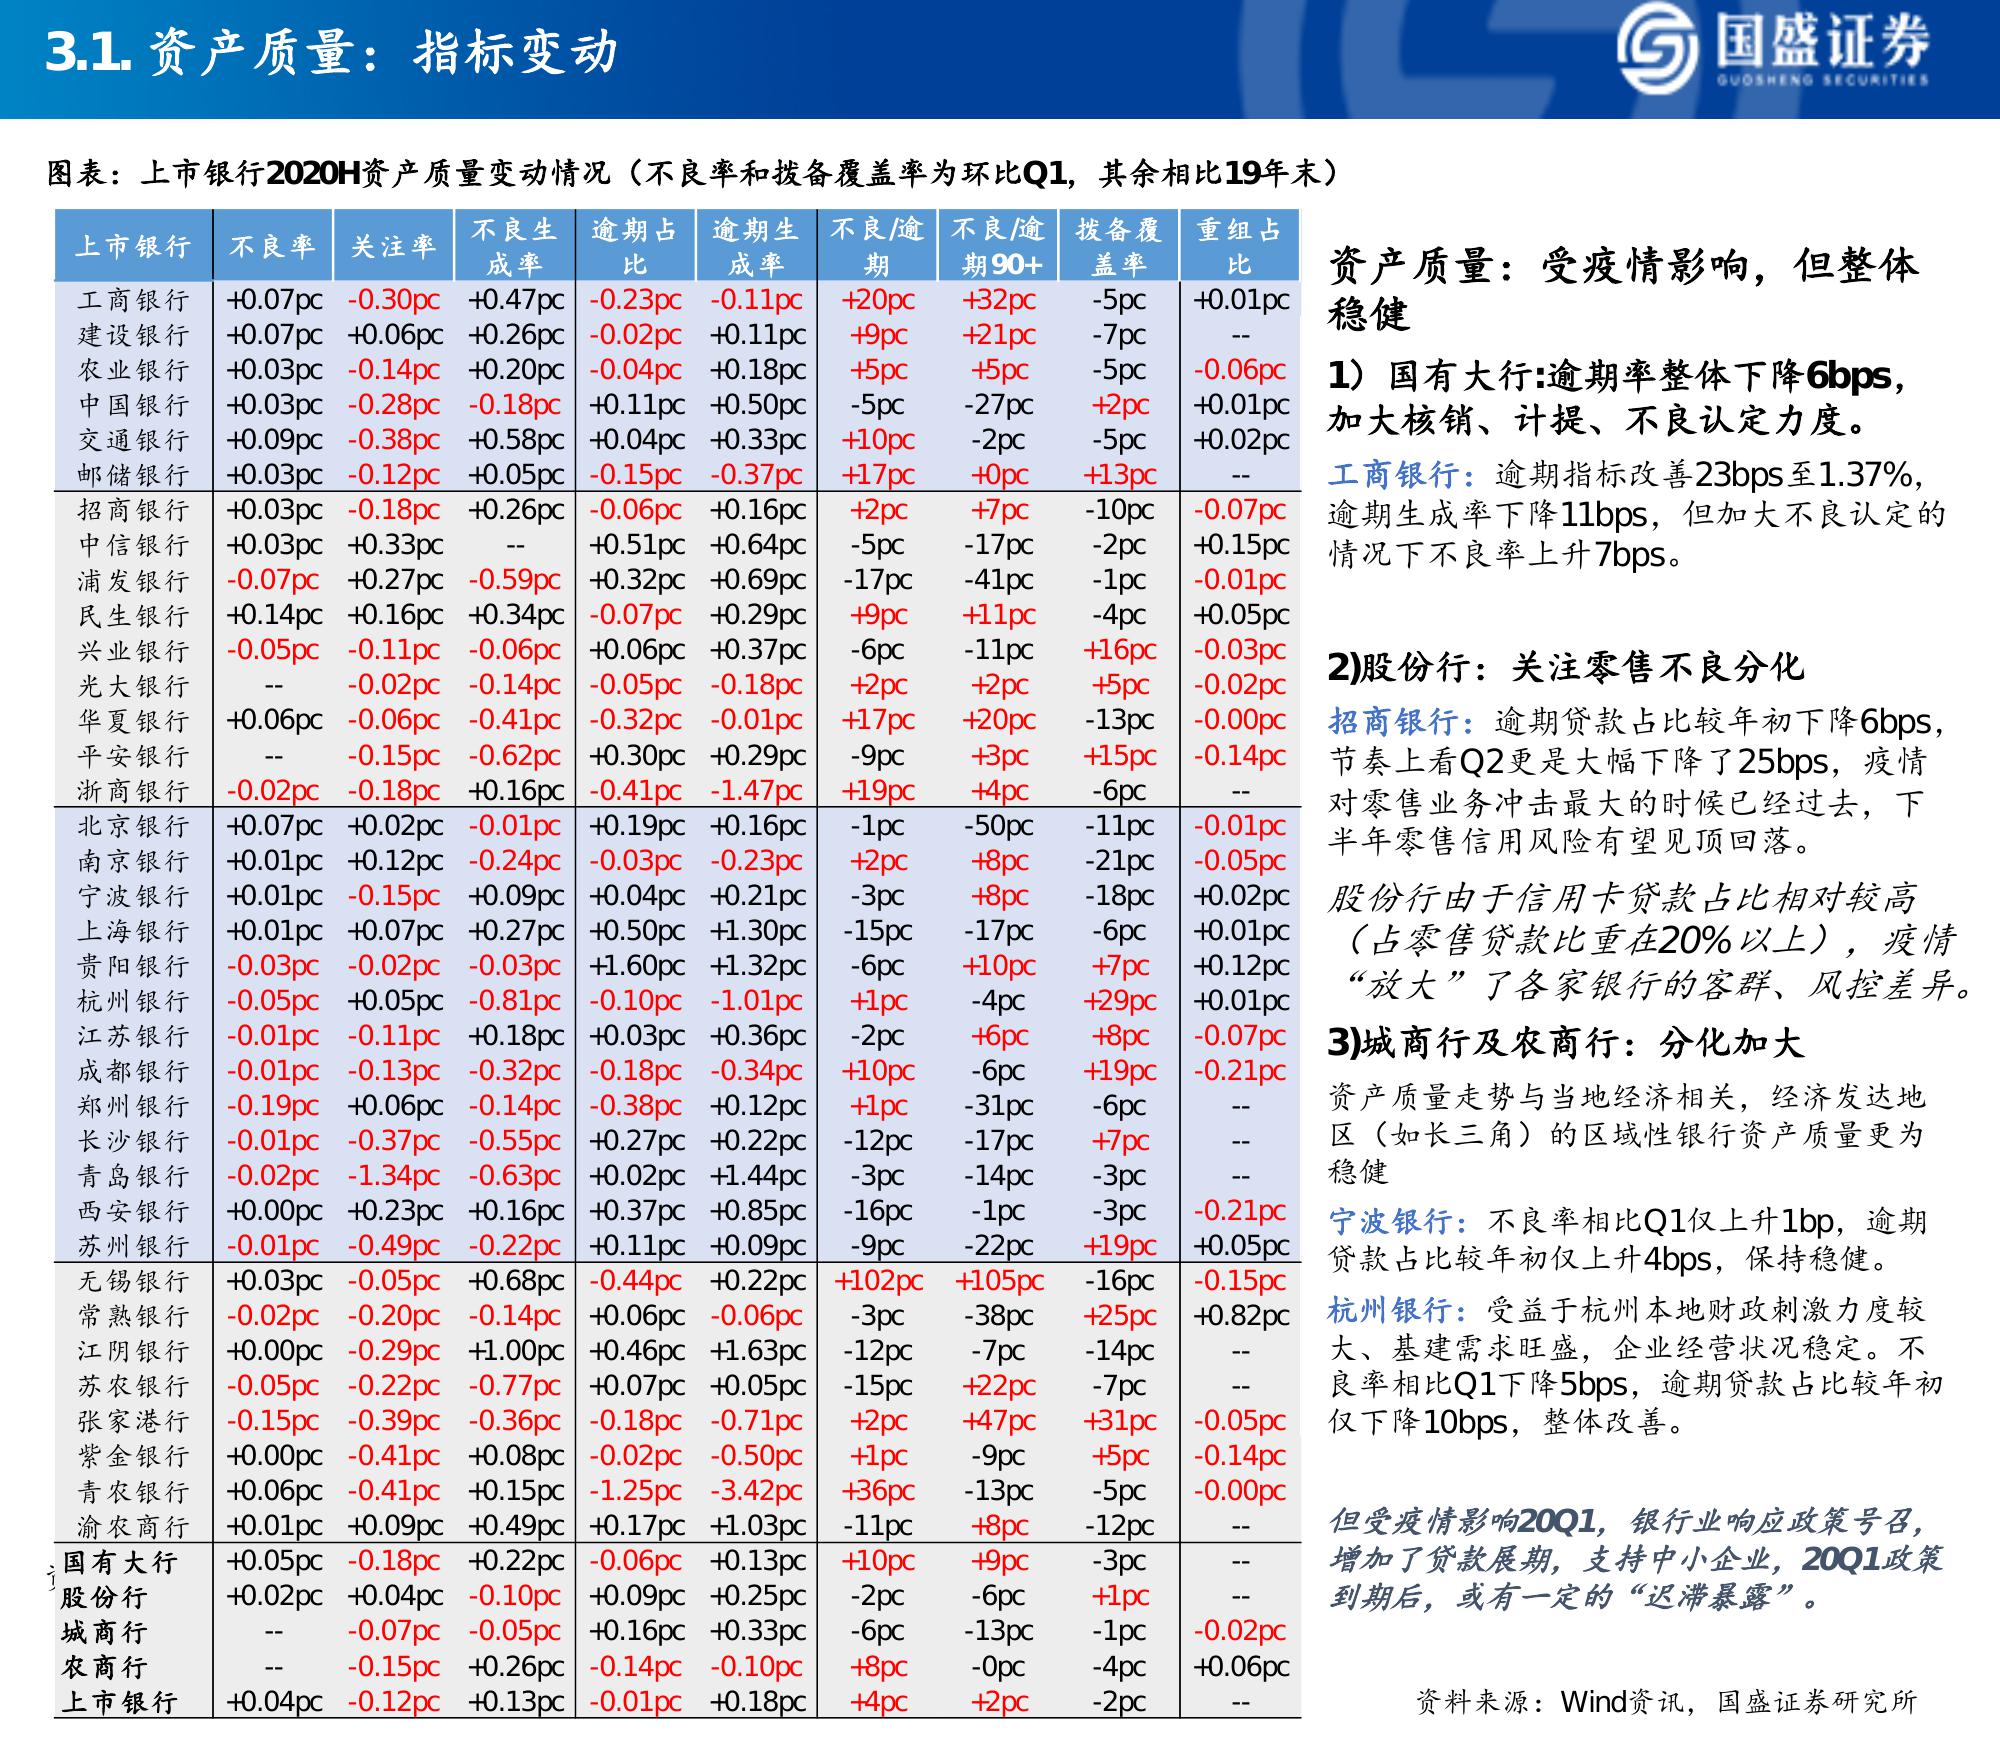 3.1. 资产质量：指标变动
国盛证券
GUOSHENG SECURITIES
图表：上市银行2020H资产质量变动情况（不良率和拨备覆盖率为环比Q1，其余相比19年末）
上市银行 不良率 关注率 不良生成率 逾期占比 逾期生成率 不良/逾期 不良/逾期90+ 拨备覆盖率 重组占比
工商银行 +0.07pc -0.30pc +0.47pc -0.23pc -0.11pc +20pc +32pc -5pc +0.01pc
建设银行 +0.07pc +0.06pc +0.26pc -0.02pc +0.11pc +9pc +21pc -7pc --
农业银行 +0.03pc -0.14pc +0.20pc -0.04pc +0.18pc +5pc +5pc -5pc -0.06pc
中国银行 +0.03pc -0.28pc -0.18pc +0.11pc +0.50pc -5pc -27pc +2pc +0.01pc
交通银行 +0.09pc -0.38pc +0.58pc +0.04pc +0.33pc +10pc -2pc -5pc +0.02pc
邮储银行 +0.03pc -0.12pc +0.05pc -0.15pc -0.37pc +17pc +0pc +13pc --
招商银行 +0.03pc -0.18pc +0.26pc -0.06pc +0.16pc +2pc +7pc -10pc -0.07pc
中信银行 +0.03pc +0.33pc -- +0.51pc +0.64pc -5pc -17pc -2pc +0.15pc
浦发银行 -0.07pc +0.27pc -0.59pc +0.32pc +0.69pc -17pc -41pc -1pc -0.01pc
民生银行 +0.14pc +0.16pc +0.34pc -0.07pc +0.29pc +9pc +11pc -4pc +0.05pc
兴业银行 -0.05pc -0.11pc -0.06pc +0.06pc +0.37pc -6pc -11pc +16pc -0.03pc
光大银行 -- -0.02pc -0.14pc -0.05pc -0.18pc +2pc +2pc +5pc -0.02pc
华夏银行 +0.06pc -0.06pc -0.41pc -0.32pc -0.01pc +17pc +20pc -13pc -0.00pc
平安银行 -- -0.15pc -0.62pc +0.30pc +0.29pc -9pc +3pc +15pc -0.14pc
浙商银行 -0.02pc -0.18pc +0.16pc -0.41pc -1.47pc +19pc +4pc -6pc --
北京银行 +0.07pc +0.02pc -0.01pc +0.19pc +0.16pc -1pc -50pc -11pc -0.01pc
南京银行 +0.01pc +0.12pc -0.24pc -0.03pc -0.23pc +2pc +8pc -21pc -0.05pc
宁波银行 +0.01pc -0.15pc +0.09pc +0.04pc +0.21pc -3pc +8pc -18pc +0.02pc
上海银行 +0.01pc +0.07pc +0.27pc +0.50pc +1.30pc -15pc -17pc -6pc +0.01pc
贵阳银行 -0.03pc -0.02pc -0.03pc +1.60pc +1.32pc -6pc +10pc +7pc +0.12pc
杭州银行 -0.05pc +0.05pc -0.81pc -0.10pc -1.01pc +1pc -4pc +29pc +0.01pc
江苏银行 -0.01pc -0.11pc +0.18pc +0.03pc +0.36pc -2pc +6pc +8pc -0.07pc
成都银行 -0.01pc -0.13pc -0.32pc -0.18pc -0.34pc +10pc -6pc +19pc -0.21pc
郑州银行 -0.19pc +0.06pc -0.14pc -0.38pc +0.12pc +1pc -31pc -6pc --
长沙银行 -0.01pc -0.37pc -0.55pc +0.27pc +0.22pc -12pc -17pc +7pc --
青岛银行 -0.02pc -1.34pc -0.63pc +0.02pc +1.44pc -3pc -14pc -3pc --
西安银行 +0.00pc +0.23pc +0.16pc +0.37pc +0.85pc -16pc -1pc -3pc -0.21pc
苏州银行 -0.01pc -0.49pc -0.22pc +0.11pc +0.09pc -9pc -22pc +19pc +0.05pc
无锡银行 +0.03pc -0.05pc +0.68pc -0.44pc +0.22pc +102pc +105pc -16pc -0.15pc
常熟银行 -0.02pc -0.20pc -0.14pc +0.06pc -0.06pc -3pc -38pc +25pc +0.82pc
江阴银行 +0.00pc -0.29pc +1.00pc +0.46pc +1.63pc -12pc -7pc -14pc --
苏农银行 -0.05pc -0.22pc -0.77pc +0.07pc +0.05pc -15pc +22pc -7pc --
张家港行 -0.15pc -0.39pc -0.36pc -0.18pc -0.71pc +2pc +47pc +31pc -0.05pc
紫金银行 +0.00pc -0.41pc +0.08pc -0.02pc -0.50pc +1pc -9pc +5pc -0.14pc
青农银行 +0.06pc -0.41pc +0.15pc -1.25pc -3.42pc +36pc -13pc -5pc -0.00pc
渝农商行 +0.01pc +0.09pc +0.49pc +0.17pc +1.03pc -11pc +8pc -12pc --
国有大行 +0.05pc -0.18pc +0.22pc -0.06pc +0.13pc +10pc +9pc -3pc --
股份行 +0.02pc +0.04pc -0.10pc +0.09pc +0.25pc -2pc -6pc +1pc --
城商行 -- -0.07pc -0.05pc +0.16pc +0.33pc -6pc -13pc -1pc -0.02pc
农商行 -- -0.15pc +0.26pc -0.14pc -0.10pc +8pc -0pc -4pc +0.06pc
上市银行 +0.04pc -0.12pc +0.13pc -0.01pc +0.18pc +4pc +2pc -2pc --
资产质量：受疫情影响，但整体
稳健
1）国有大行:逾期率整体下降6bps，
加大核销、计提、不良认定力度。
工商银行：逾期指标改善23bps至1.37%，
逾期生成率下降11bps，但加大不良认定的
情况下不良率上升7bps。
2)股份行：关注零售不良分化
招商银行：逾期贷款占比较年初下降6bps，
节奏上看Q2更是大幅下降了25bps，疫情
对零售业务冲击最大的时候已经过去，下
半年零售信用风险有望见顶回落。
股份行由于信用卡贷款占比相对较高
（占零售贷款比重在20%以上），疫情
“放大”了各家银行的客群、风控差异。
3)城商行及农商行：分化加大
资产质量走势与当地经济相关，经济发达地
区（如长三角）的区域性银行资产质量更为
稳健
宁波银行：不良率相比Q1仅上升1bp，逾期
贷款占比较年初仅上升4bps，保持稳健。
杭州银行：受益于杭州本地财政刺激力度较
大、基建需求旺盛，企业经营状况稳定。不
良率相比Q1下降5bps，逾期贷款占比较年初
仅下降10bps，整体改善。
但受疫情影响20Q1，银行业响应政策号召，
增加了贷款展期，支持中小企业，20Q1政策
到期后，或有一定的“迟滞暴露”。
资料来源：Wind资讯，国盛证券研究所